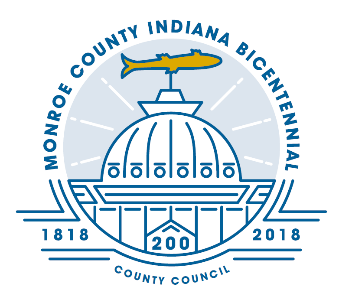 MONROE COUNTY INDIANA BICENTENNIAL
1818 200 2018
COUNTY COUNCIL